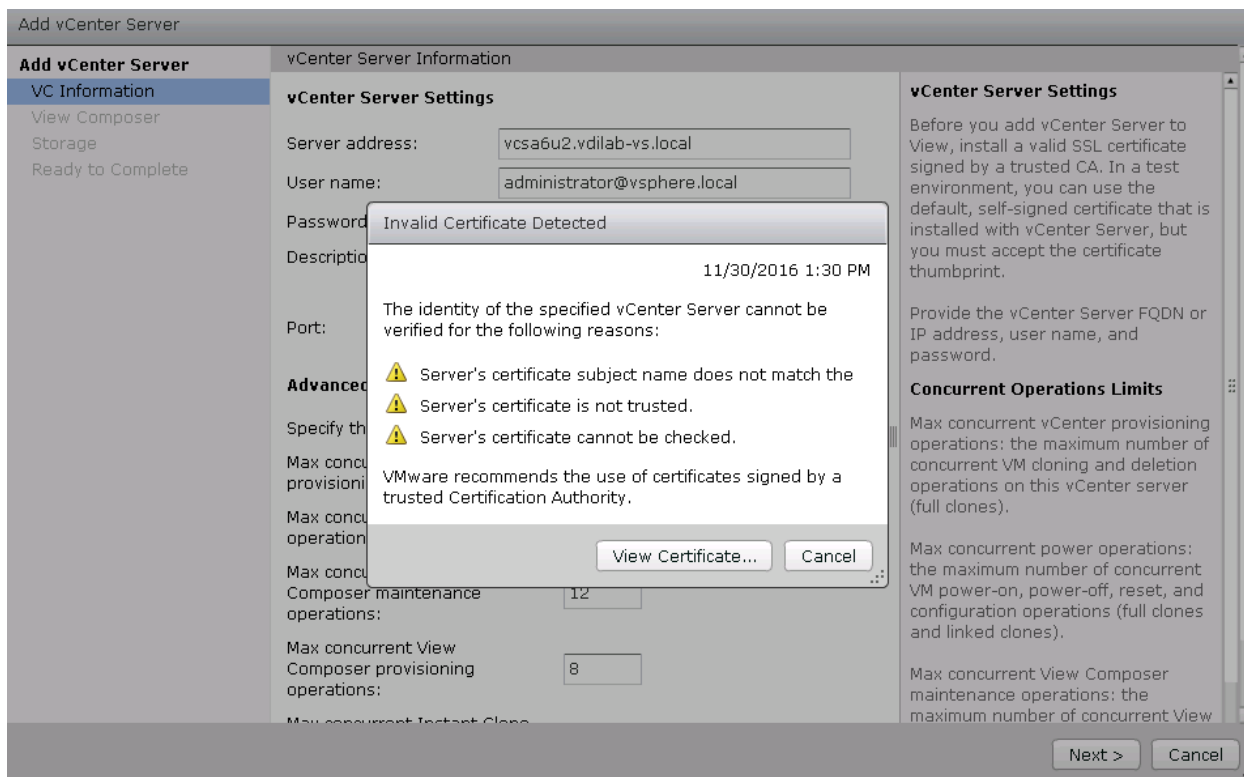 Add vCenter Server
Add vCenter Server
VC Information
View Composer
Storage
Ready to Complete
vCenter Server Information
vCenter Server Settings
Server address:
vcsa6u2.vdilab-vs.local
User name:
administrator@vsphere.local
Password
Descriptio
Port:
Advanced
Specify th
Max concu
provisioni
Max concu
operation
Max concu
Composer maintenance
operations:
12
Max concurrent View
Composer provisioning
operations:
8
Max concurrent Instant Clone
Invalid Certificate Detected
11/30/2016 1:30 PM
The identity of the specified vCenter Server cannot be
verified for the following reasons:
Server's certificate subject name does not match the
Server's certificate is not trusted.
Server's certificate cannot be checked.
VMware recommends the use of certificates signed by a
trusted Certification Authority.
View Certificate...
Cancel
vCenter Server Settings
Before you add vCenter Server to
View, install a valid SSL certificate
signed by a trusted CA. In a test
environment, you can use the
default, self-signed certificate that is
installed with vCenter Server, but
you must accept the certificate
thumbprint.
Provide the vCenter Server FQDN or
IP address, user name, and
password.
Concurrent Operations Limits
Max concurrent vCenter provisioning
operations: the maximum number of
concurrent VM cloning and deletion
operations on this vCenter server
(full clones).
Max concurrent power operations:
the maximum number of concurrent
VM power-on, power-off, reset, and
configuration operations (full clones
and linked clones).
Max concurrent View Composer
maintenance operations: the
maximum number of concurrent View
Next >
Cancel